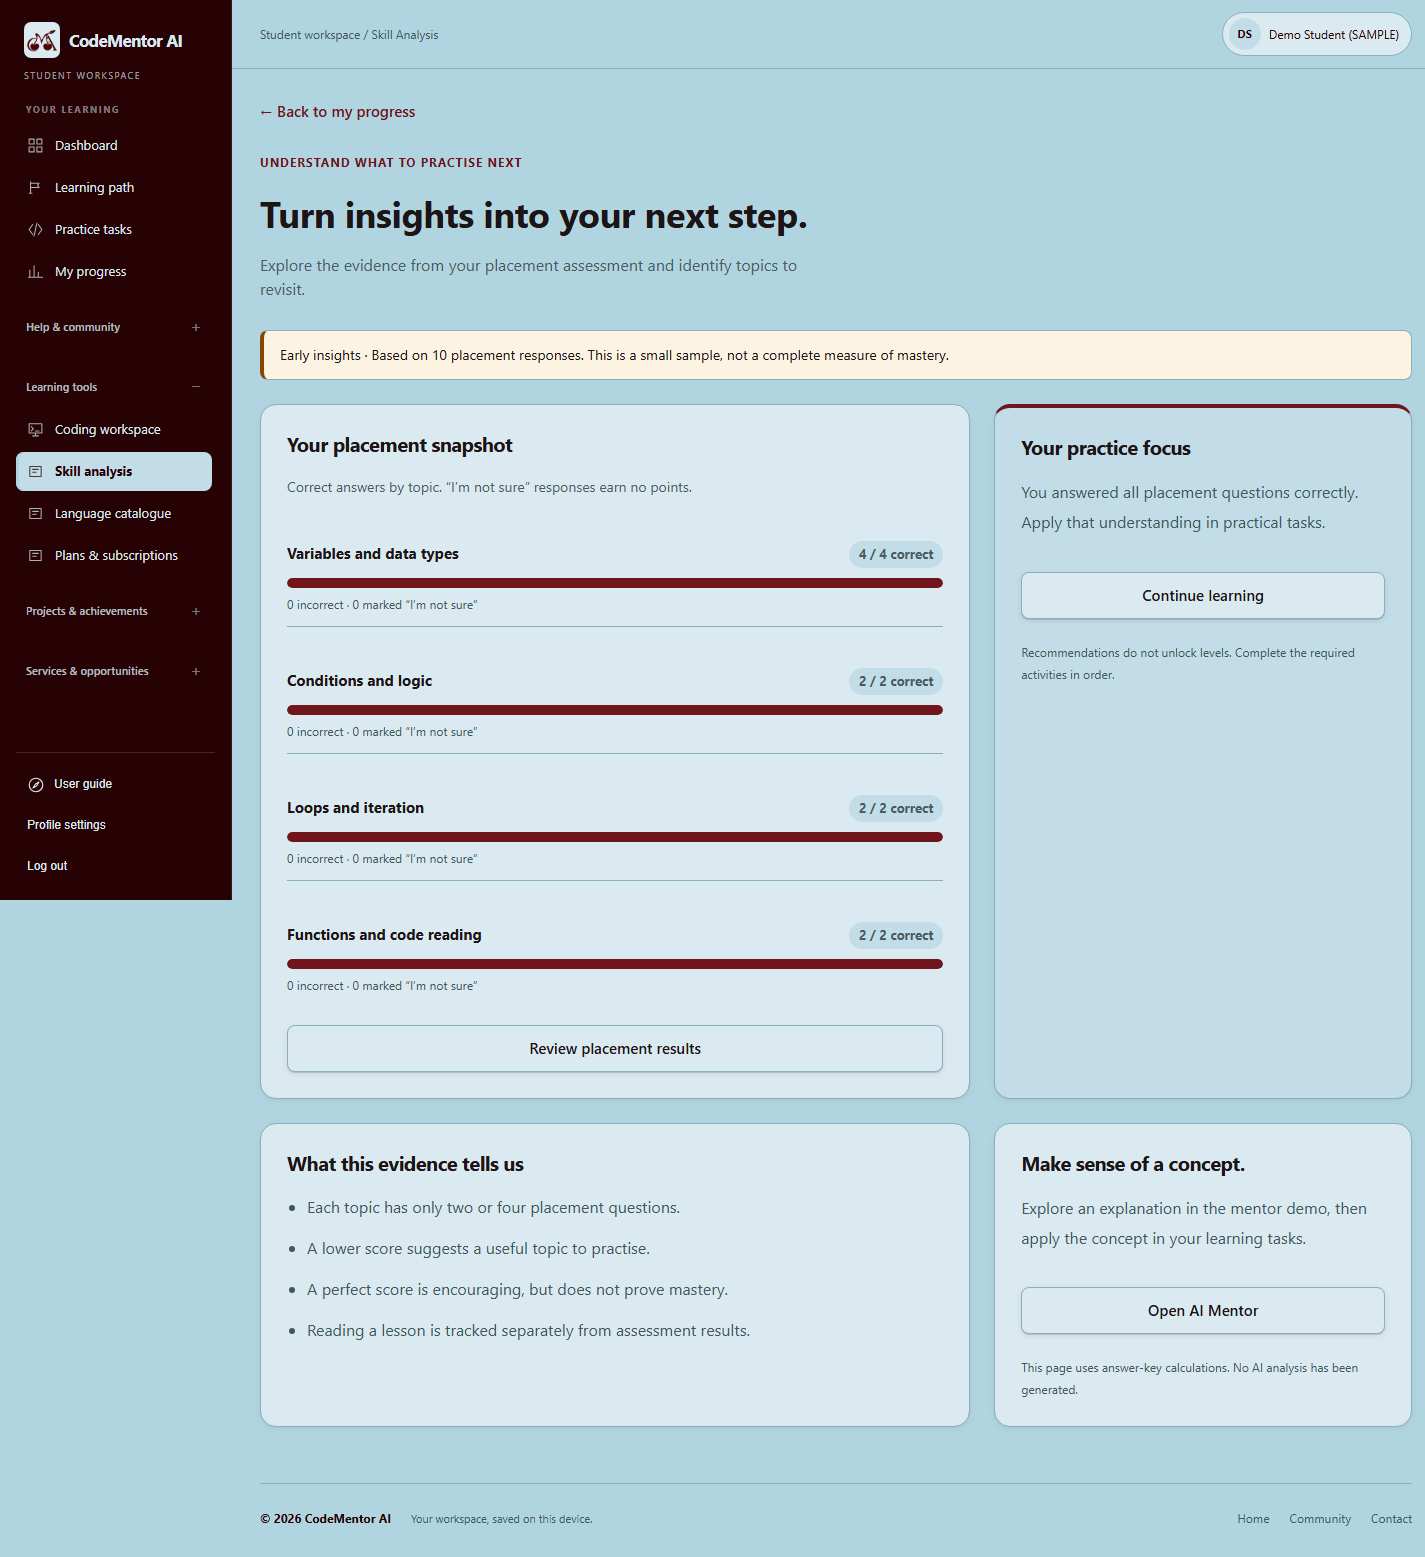 CodeMentor AI
STUDENT WORKSPACE
YOUR LEARNING
Dashboard
Learning path
Practice tasks
My progress
Help & community +
Learning tools −
Coding workspace
Skill analysis
Language catalogue
Plans & subscriptions
Projects & achievements +
Services & opportunities +
User guide
Profile settings
Log out
Student workspace / Skill Analysis
DS Demo Student (SAMPLE)
← Back to my progress
UNDERSTAND WHAT TO PRACTISE NEXT
Turn insights into your next step.
Explore the evidence from your placement assessment and identify topics to
revisit.
Early insights · Based on 10 placement responses. This is a small sample, not a complete measure of mastery.
Your placement snapshot
Correct answers by topic. “I’m not sure” responses earn no points.
Variables and data types 4 / 4 correct
0 incorrect · 0 marked “I’m not sure”
Conditions and logic 2 / 2 correct
0 incorrect · 0 marked “I’m not sure”
Loops and iteration 2 / 2 correct
0 incorrect · 0 marked “I’m not sure”
Functions and code reading 2 / 2 correct
0 incorrect · 0 marked “I’m not sure”
Review placement results
Your practice focus
You answered all placement questions correctly.
Apply that understanding in practical tasks.
Continue learning
Recommendations do not unlock levels. Complete the required
activities in order.
What this evidence tells us
• Each topic has only two or four placement questions.
• A lower score suggests a useful topic to practise.
• A perfect score is encouraging, but does not prove mastery.
• Reading a lesson is tracked separately from assessment results.
Make sense of a concept.
Explore an explanation in the mentor demo, then
apply the concept in your learning tasks.
Open AI Mentor
This page uses answer-key calculations. No AI analysis has been
generated.
© 2026 CodeMentor AI Your workspace, saved on this device.
Home Community Contact